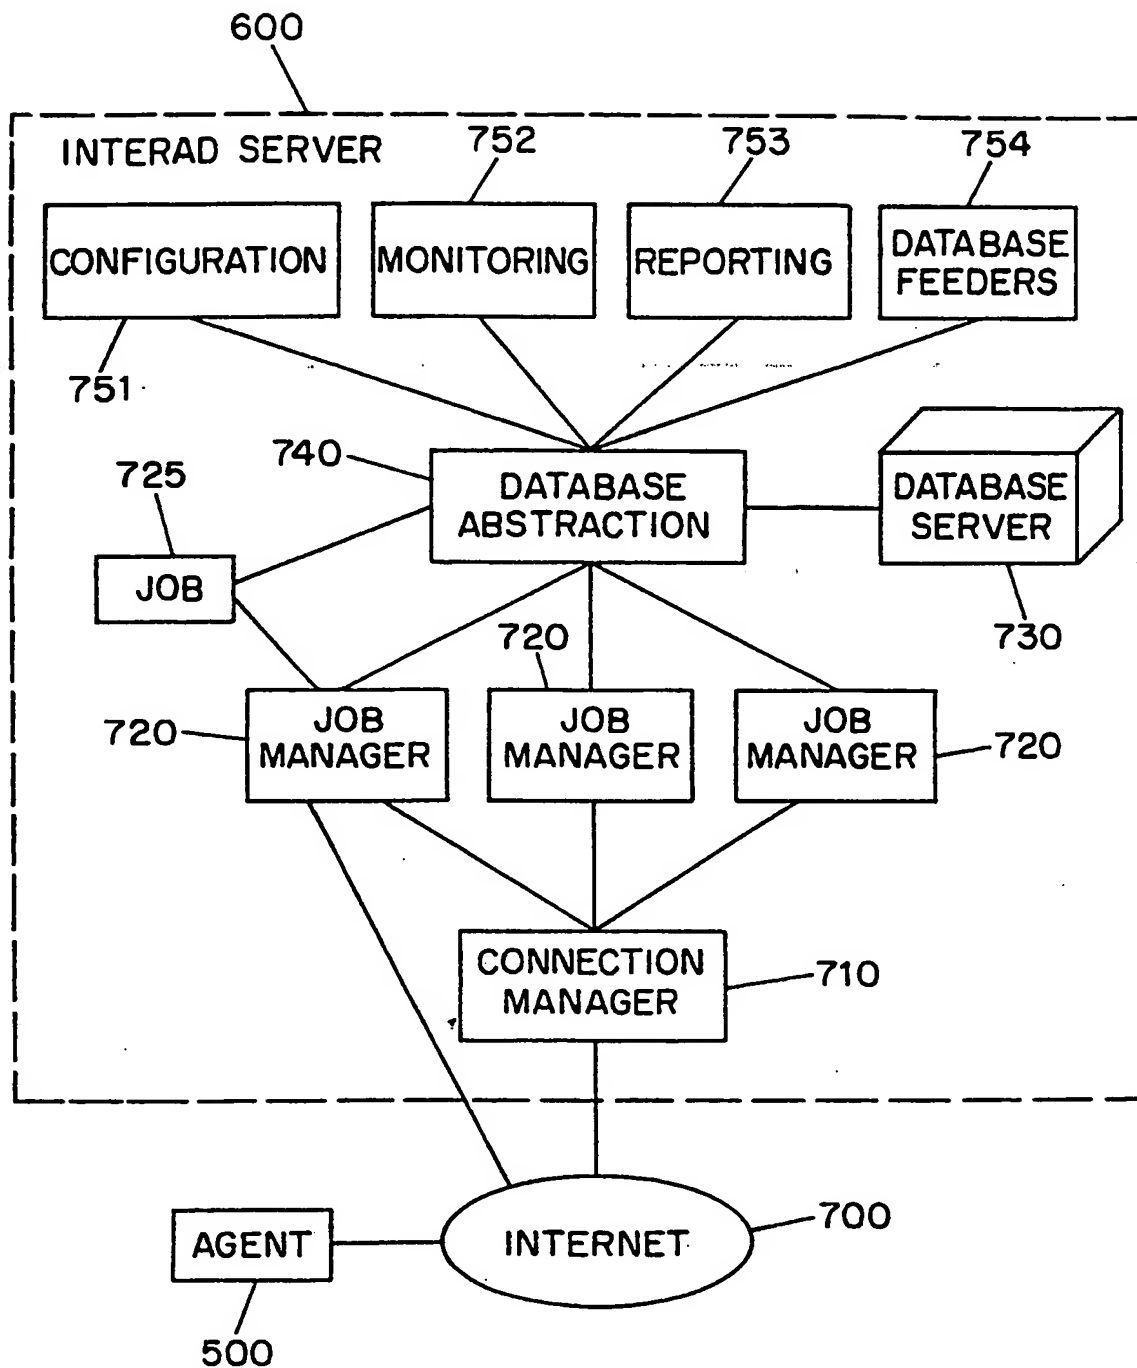 600
INTERAD SERVER
752
753
754
CONFIGURATION
MONITORING
REPORTING
DATABASE
FEEDERS
751
740
725
DATABASE
ABSTRACTION
DATABASE
SERVER
JOB
720
730
720
JOB
MANAGER
JOB
MANAGER
JOB
MANAGER
720
CONNECTION
MANAGER
710
700
AGENT
INTERNET
500